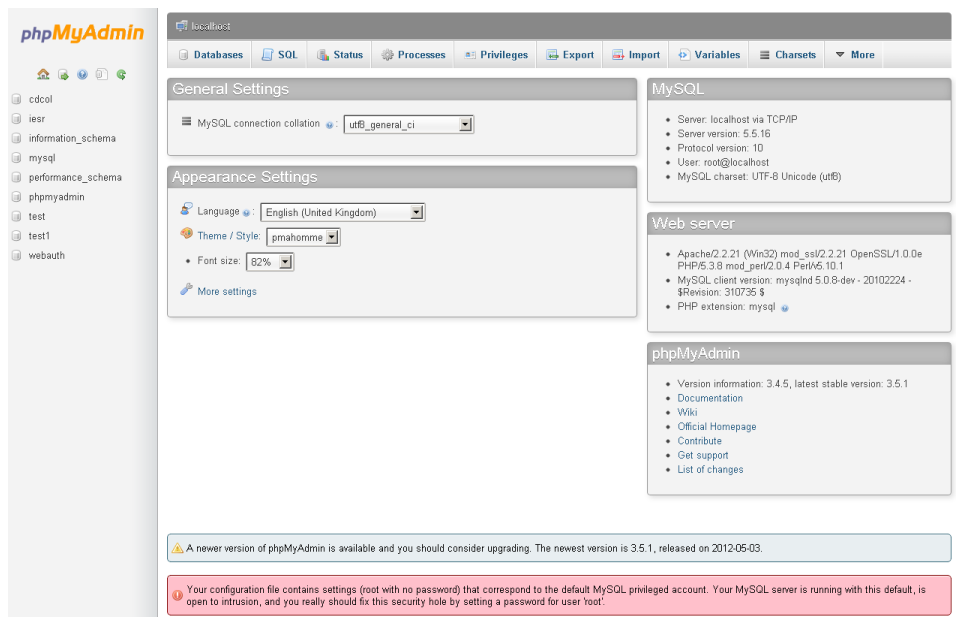 phpMyAdmin
cdcol
iesr
information_schema
mysql
performance_schema
phpmyadmin
test
test1
webauth
localhost
Databases SQL Status Processes Privileges Export Import Variables Charsets More
General Settings
MySQL connection collation : utf8_general_ci
Appearance Settings
Language : English (United Kingdom)
Theme / Style: pmahomme
Font size: 82%
More settings
MySQL
Server: localhost via TCP/IP
Server version: 5.5.16
Protocol version: 10
User: root@localhost
MySQL charset: UTF-8 Unicode (utf8)
Web server
Apache/2.2.21 (Win32) mod_ssl/2.2.21 OpenSSL/1.0.0e
PHP/5.3.8 mod_perl/2.0.4 Perl/v5.10.1
MySQL client version: mysqlnd 5.0.8-dev - 20102224 -
$Revision: 310735 $
PHP extension: mysql
phpMyAdmin
Version information: 3.4.5, latest stable version: 3.5.1
Documentation
Wiki
Official Homepage
Contribute
Get support
List of changes
A newer version of phpMyAdmin is available and you should consider upgrading. The newest version is 3.5.1, released on 2012-05-03.
Your configuration file contains settings (root with no password) that correspond to the default MySQL privileged account. Your MySQL server is running with this default, is
open to intrusion, and you really should fix this security hole by setting a password for user 'root'.